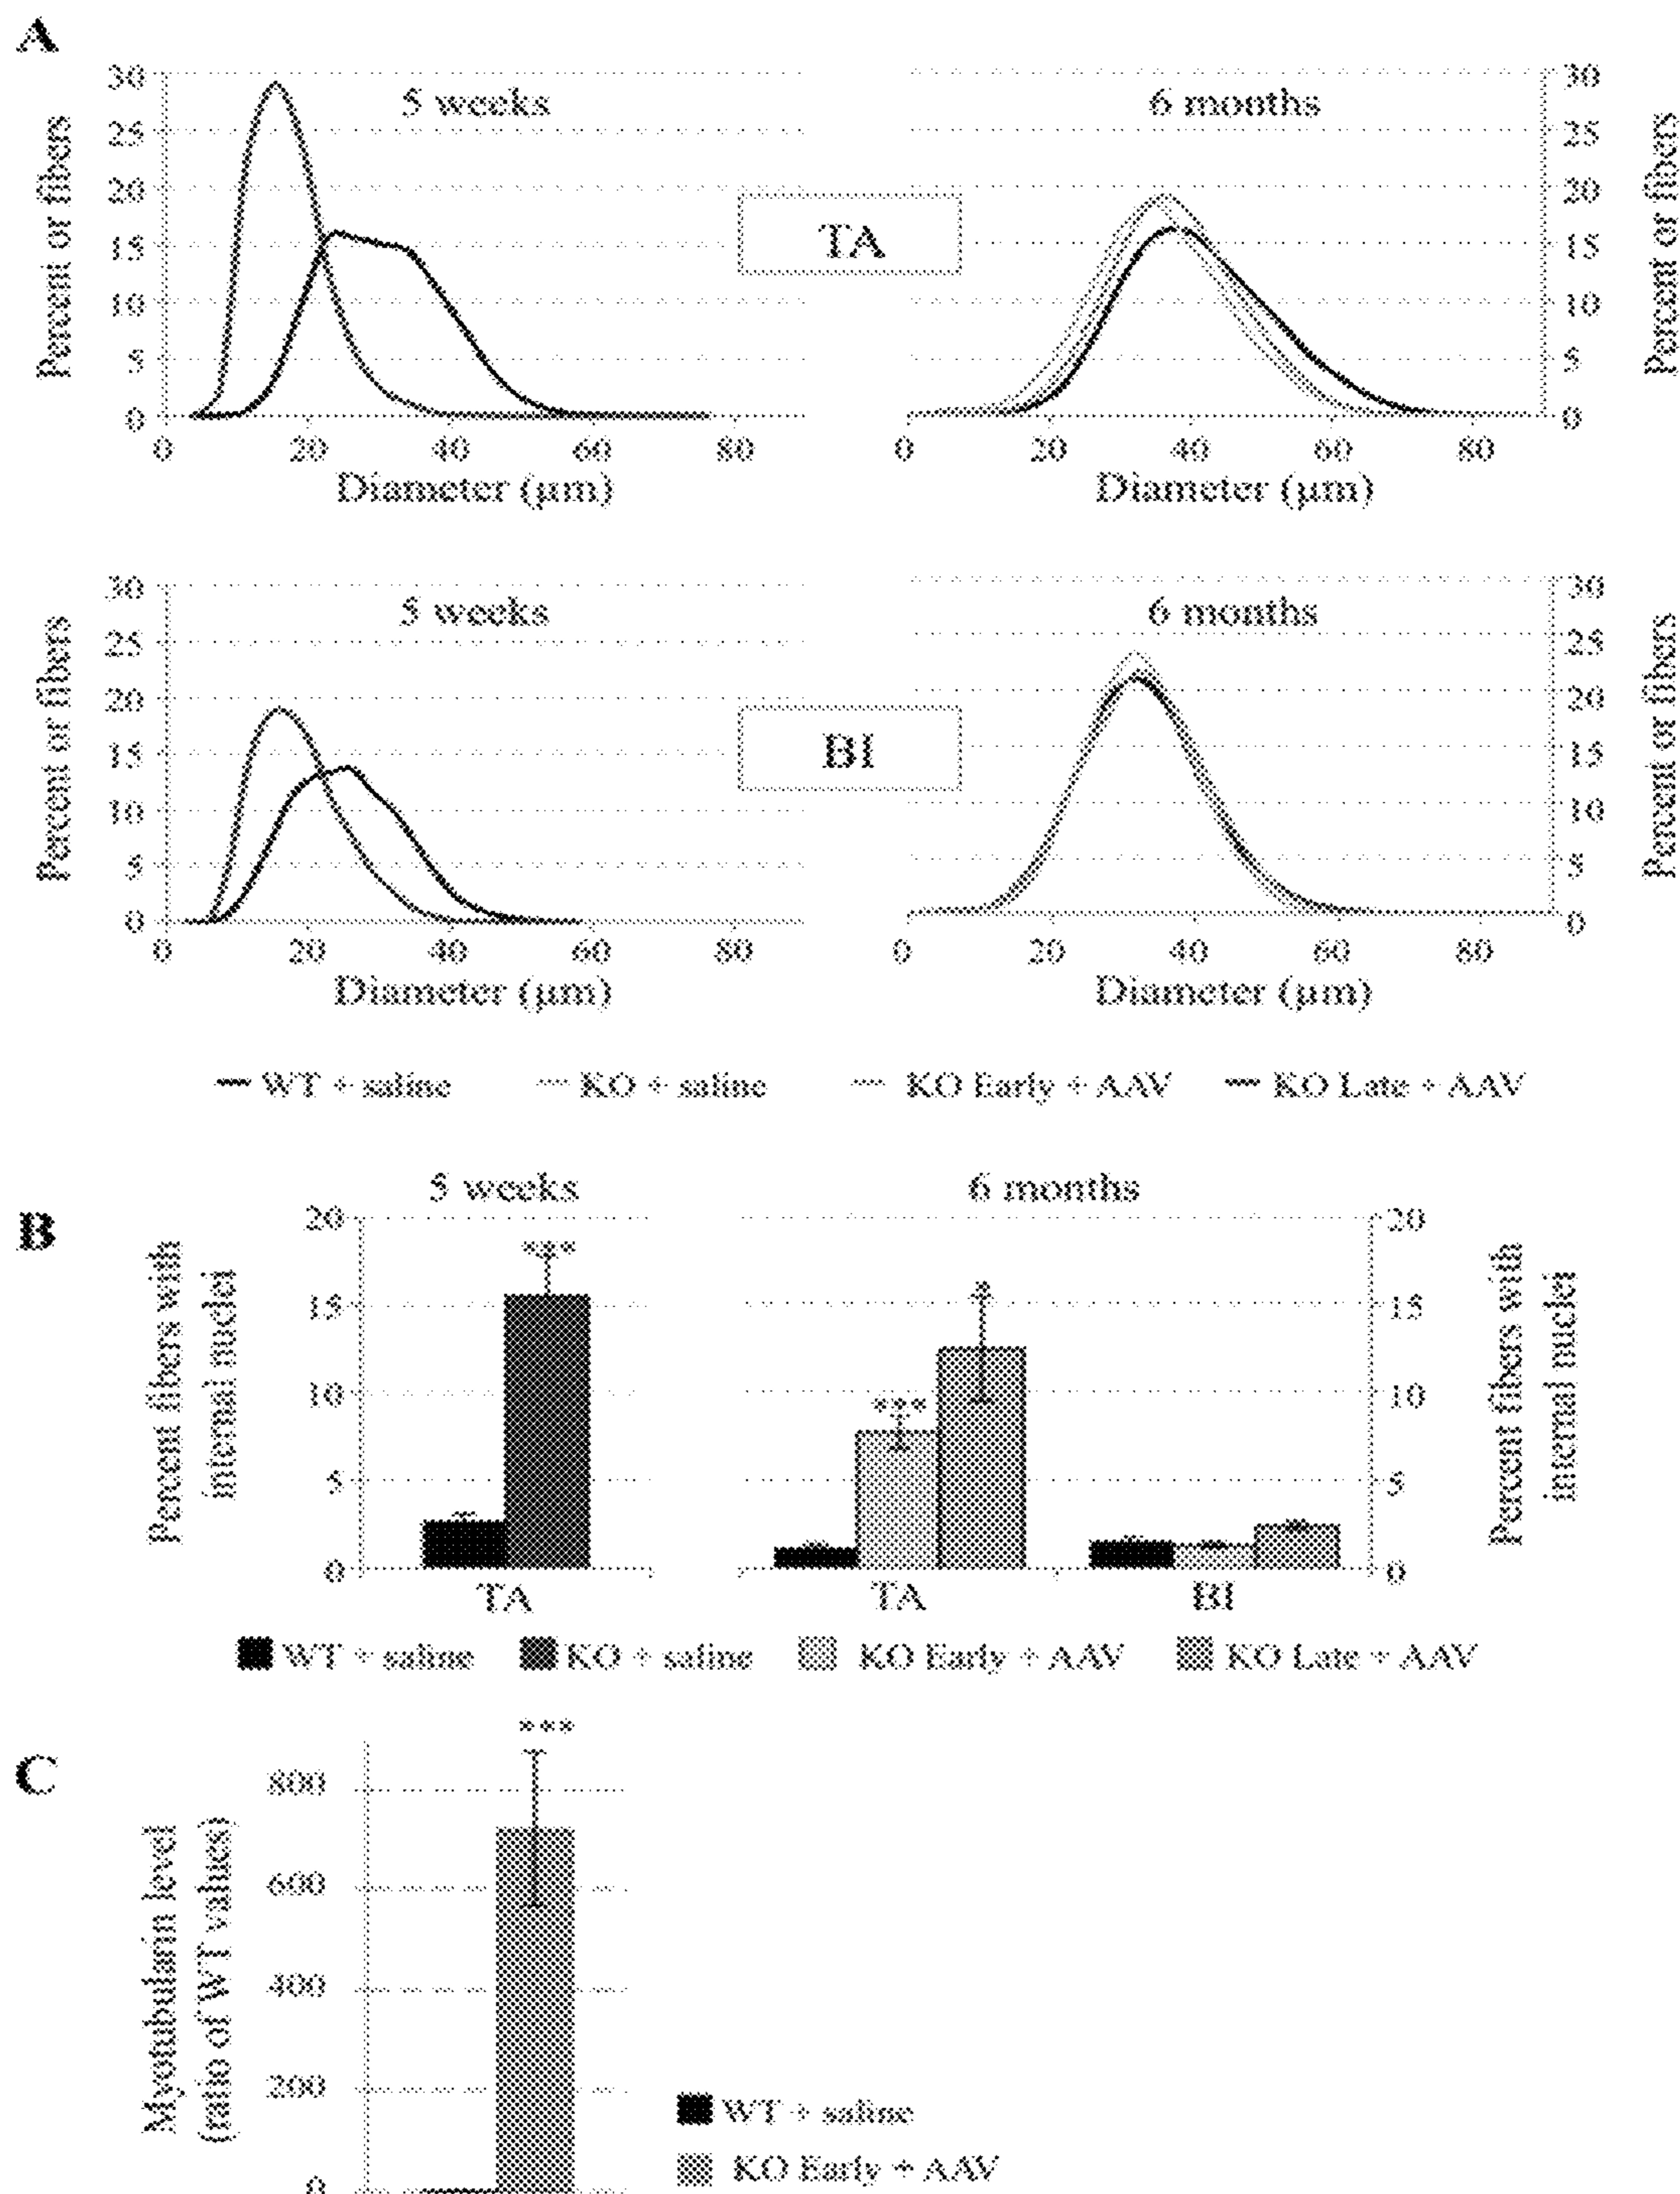 A
5 weeks
6 months
30
25
20
15
10
5
0
30
25
20
15
10
5
0
Percent or fibers
TA
Percent or fibers
0 20 40 60 80
0 20 40 60 80
Diameter (µm)
Diameter (µm)
5 weeks
6 months
30
25
20
15
10
5
0
30
25
20
15
10
5
0
Percent or fibers
BI
Percent or fibers
0 20 40 60 80
0 20 40 60 80
Diameter (µm)
Diameter (µm)
WT + saline KO + saline KO Early + AAV KO Late + AAV
B
5 weeks
6 months
Percent fibers with
internal nuclei
20
15
10
5
0
***
***
*
20
15
10
5
0
Percent fibers with
internal nuclei
TA
TA
BI
WT + saline KO + saline KO Early + AAV KO Late + AAV
C
***
Myotubularin level
(ratio of WT values)
800
600
400
200
0
WT + saline
KO Early + AAV